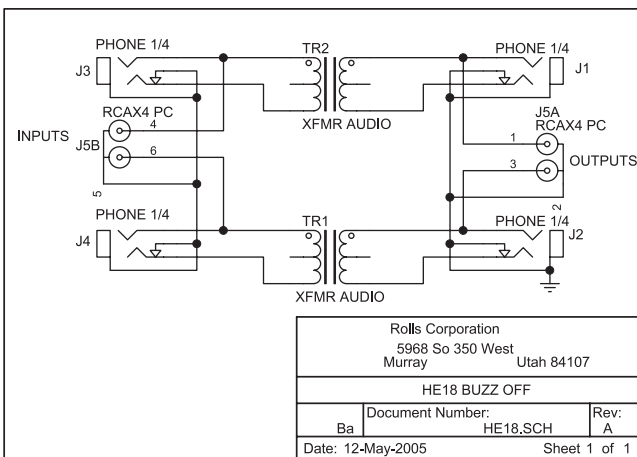 PHONE 1/4
TR2
PHONE 1/4
J3
J1
RCAX4 PC
4
XFMR AUDIO
J5A
RCAX4 PC
INPUTS
J5B
6
1
3
OUTPUTS
5
2
PHONE 1/4
TR1
PHONE 1/4
J4
J2
XFMR AUDIO
Rolls Corporation
5968 So 350 West
Murray Utah 84107
HE18 BUZZ OFF
Document Number: Rev:
Ba HE18.SCH A
Date: 12-May-2005 Sheet 1 of 1